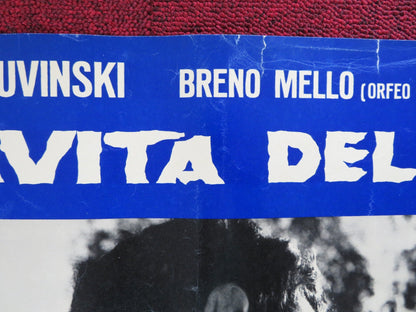 UVINSKI BRENO MELLO (ORFEO
VITA DEL